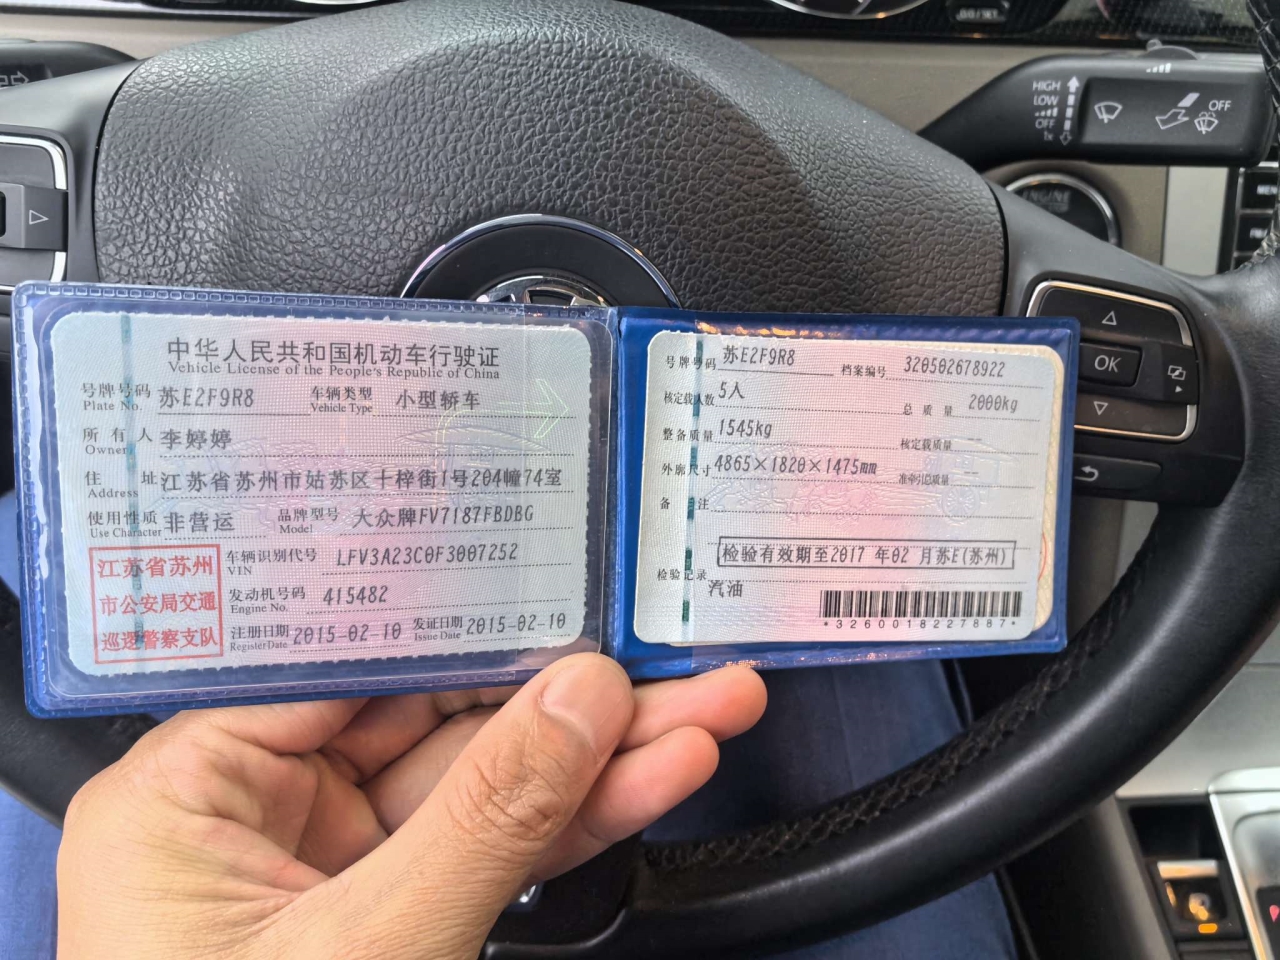 中华人民共和国机动车行驶证
Vehicle License of the People's Republic of China
号牌号码 苏E2F9R8 车辆类型 小型轿车
Plate No. Vehicle Type
所有人 李婷婷
Owner
住址 江苏省苏州市姑苏区十梓街1号204幢74室
Address
使用性质 非营运 品牌型号 大众牌FV7187FBDBG
Use Character Model
江苏省苏州
市公安局交通
巡逻警察支队
车辆识别代号 LFV3A23C0F3007252
VIN
发动机号码 415482
Engine No.
注册日期 2015-02-10 发证日期 2015-02-10
Register Date Issue Date
号牌号码 苏E2F9R8 档案编号 320502678922
核定载人数 5人 总质量 2000kg
整备质量 1545kg 核定载质量 --
外廓尺寸 4865×1820×1475mm 准牵引总质量 --
备注
检验有效期至2017 年02 月苏E(苏州)
检验记录
汽油
*3260018227887*
HIGH
LOW
OFF
1x
OFF
ENGINE
OK
MEN